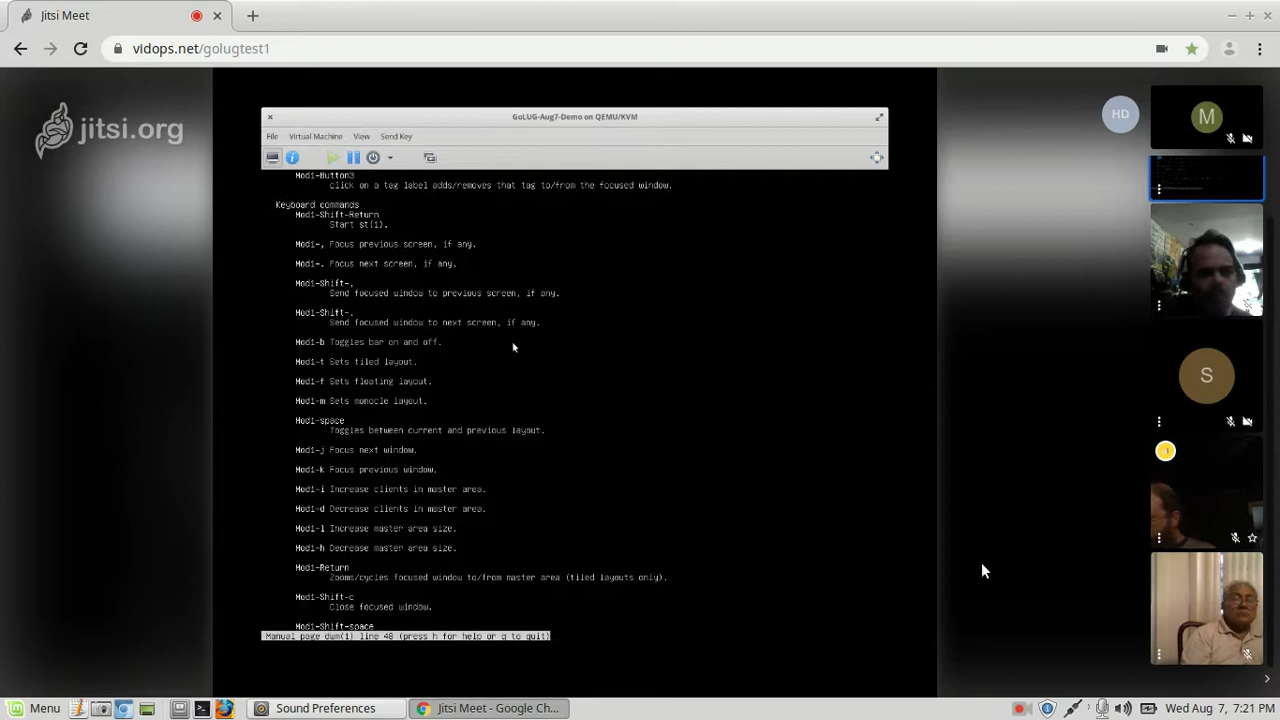 Jitsi Meet
vidops.net/golugtest1
jitsi.org
GoLUG-Aug7-Demo on QEMU/KVM
File Virtual Machine View Send Key
Mod1-Button3
click on a tag label adds/removes that tag to/from the focused window.
Keyboard commands
Mod1-Shift-Return
Start st(1).
Mod1-, Focus previous screen, if any.
Mod1-. Focus next screen, if any.
Mod1-Shift-,
Send focused window to previous screen, if any.
Mod1-Shift-.
Send focused window to next screen, if any.
Mod1-b Toggles bar on and off.
Mod1-t Sets tiled layout.
Mod1-f Sets floating layout.
Mod1-m Sets monocle layout.
Mod1-space
Toggles between current and previous layout.
Mod1-j Focus next window.
Mod1-k Focus previous window.
Mod1-i Increase clients in master area.
Mod1-d Decrease clients in master area.
Mod1-l Increase master area size.
Mod1-h Decrease master area size.
Mod1-Return
Zooms/cycles focused window to/from master area (tiled layouts only).
Mod1-Shift-c
Close focused window.
Mod1-Shift-space
Manual page dwm(1) line 48 (press h for help or q to quit)
HD
M
S
Menu
Sound Preferences
Jitsi Meet - Google Ch...
Wed Aug 7, 7:21 PM